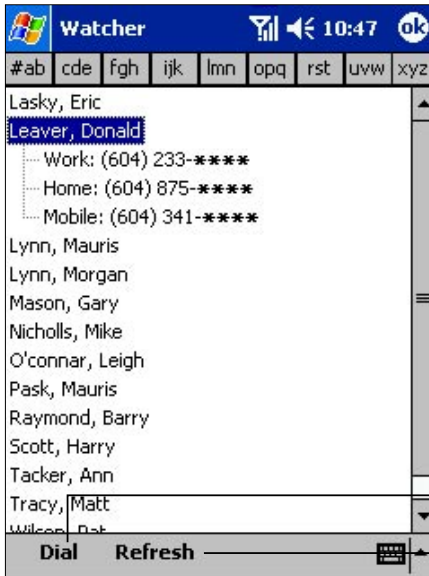 Watcher 10:47 ok
#ab cde fgh ijk lmn opq rst uvw xyz
Lasky, Eric
Leaver, Donald
Work: (604) 233-****
Home: (604) 875-****
Mobile: (604) 341-****
Lynn, Mauris
Lynn, Morgan
Mason, Gary
Nicholls, Mike
O'connar, Leigh
Pask, Mauris
Raymond, Barry
Scott, Harry
Tacker, Ann
Tracy, Matt
Dial Refresh